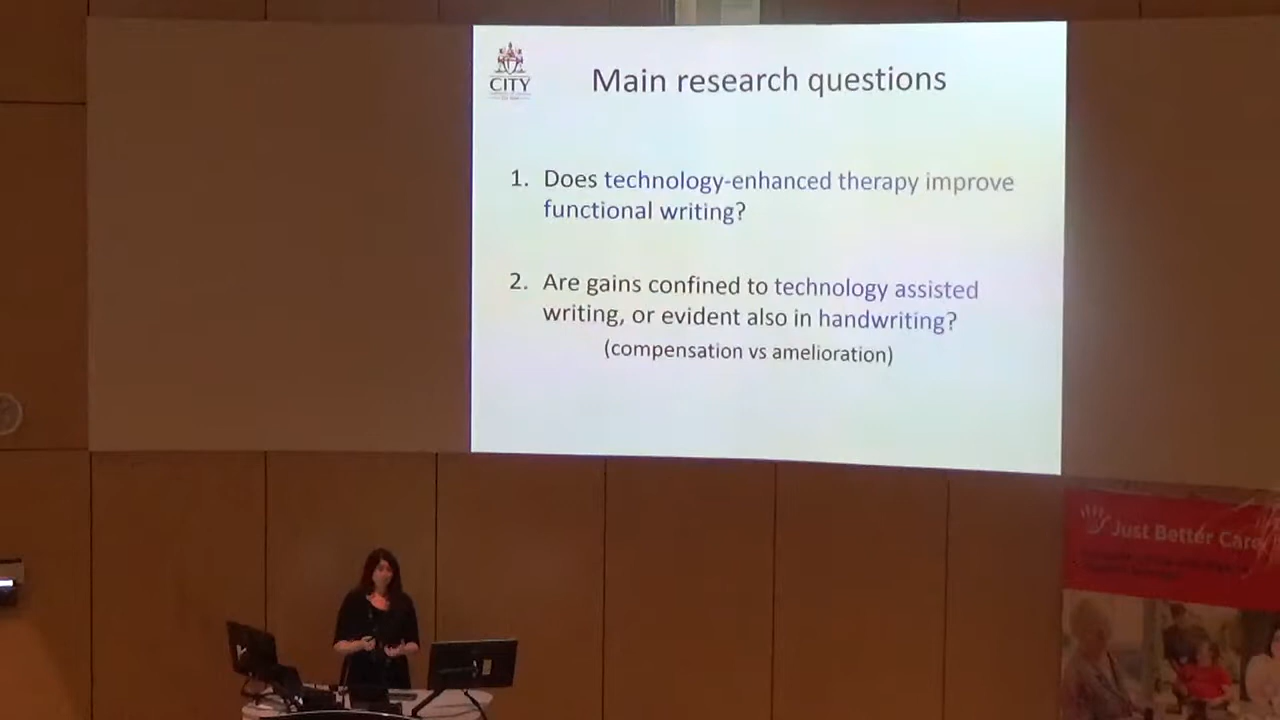 CITY
Main research questions
1. Does technology-enhanced therapy improve
functional writing?
2. Are gains confined to technology assisted
writing, or evident also in handwriting?
(compensation vs amelioration)
Just Better Care